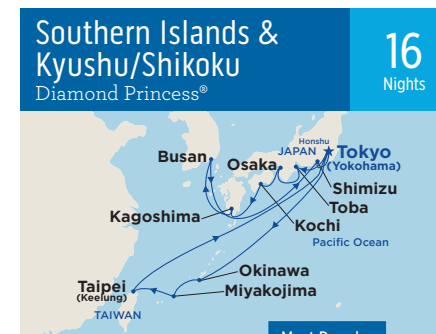 Southern Islands &
Kyushu/Shikoku
Diamond Princess®
16
Nights
Honshu
Busan
Osaka
JAPAN
Tokyo
(Yokohama)
Shimizu
Toba
Kagoshima
Kochi
Pacific Ocean
Okinawa
Taipei
(Keelung)
Miyakojima
TAIWAN